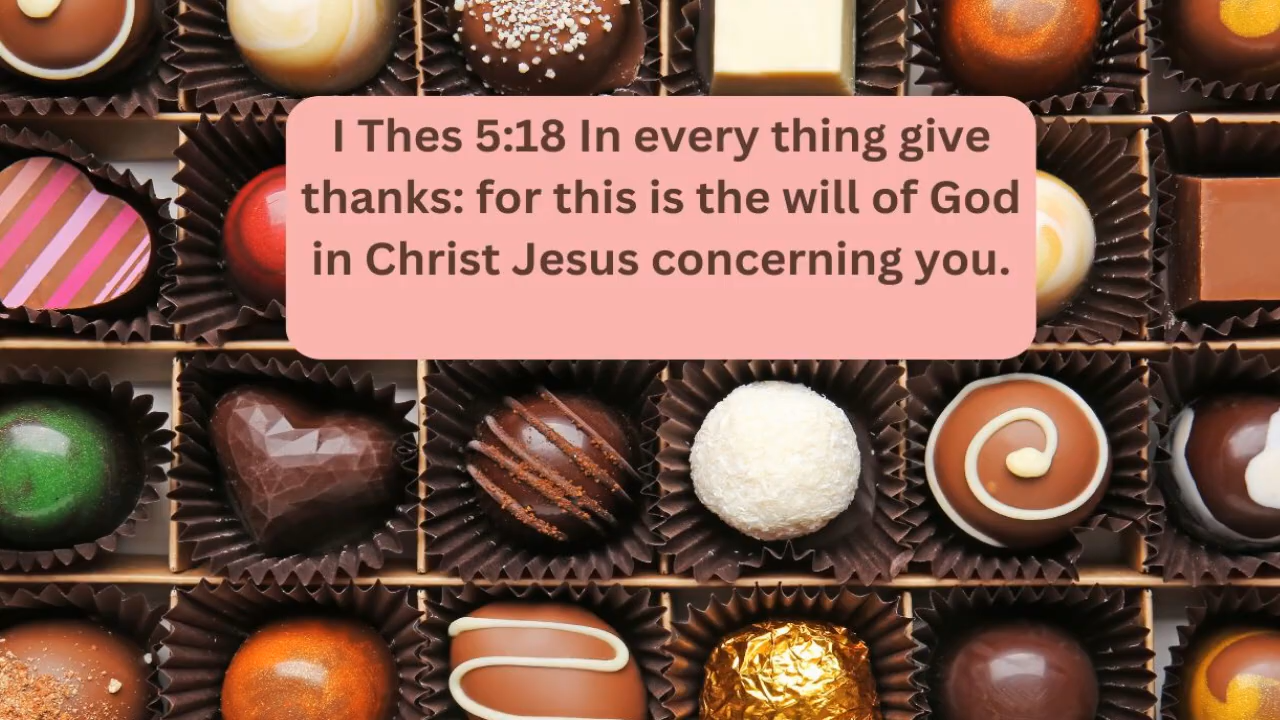 I Thes 5:18 In every thing give
thanks: for this is the will of God
in Christ Jesus concerning you.